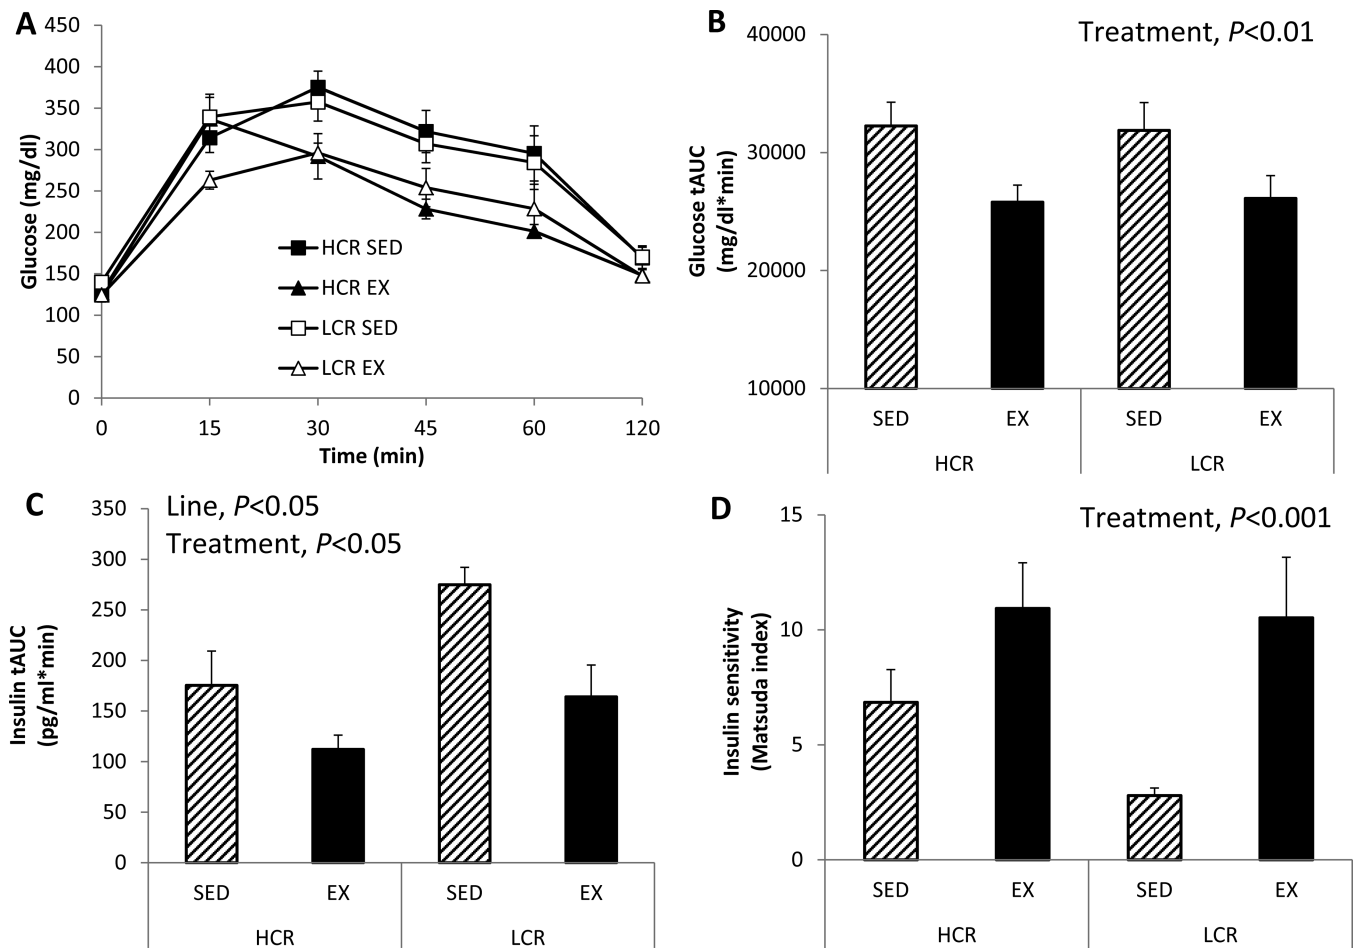 A
450
400
350
300
250
200
150
100
50
0
Glucose (mg/dl)
HCR SED
HCR EX
LCR SED
LCR EX
0 15 30 45 60 120
Time (min)
B
Treatment, P<0.01
40000
30000
20000
10000
Glucose tAUC
(mg/dl*min)
SED EX SED EX
HCR LCR
C
Line, P<0.05
Treatment, P<0.05
350
300
250
200
150
100
50
0
Insulin tAUC
(pg/ml*min)
SED EX SED EX
HCR LCR
D
Treatment, P<0.001
15
10
5
0
Insulin sensitivity
(Matsuda index)
SED EX SED EX
HCR LCR